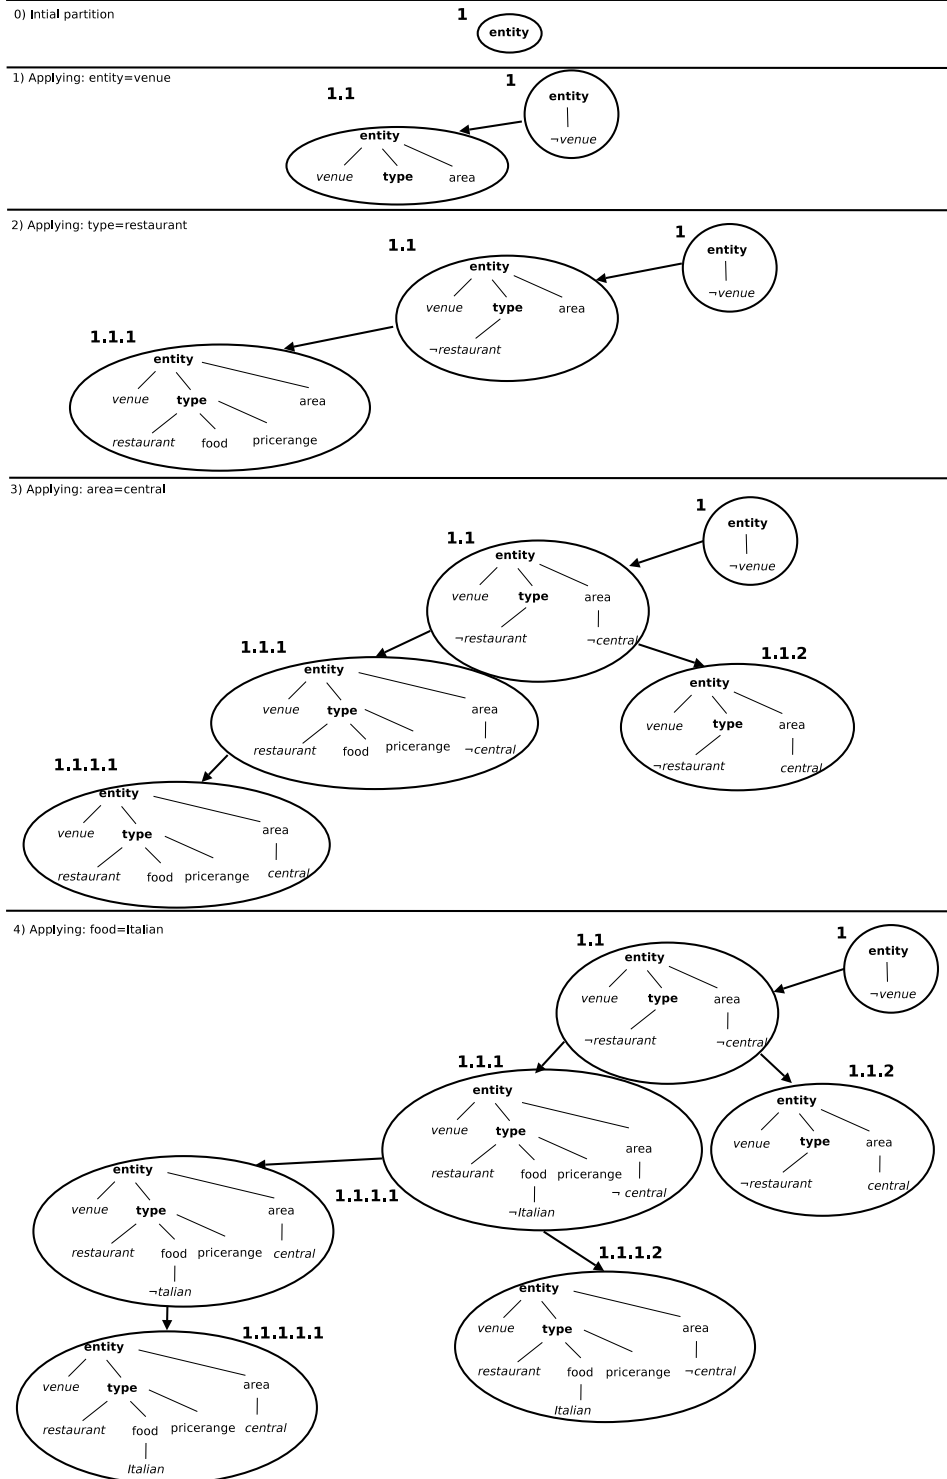 0) Intial partition
1
entity
1) Applying: entity=venue
1
entity
¬venue
1.1
entity
venue type area
2) Applying: type=restaurant
1
entity
¬venue
1.1
entity
venue type area
¬restaurant
1.1.1
entity
venue type area
restaurant food pricerange
3) Applying: area=central
1
entity
¬venue
1.1
entity
venue type area
¬restaurant ¬central
1.1.1
entity
venue type area
restaurant food pricerange ¬central
1.1.2
entity
venue type area
¬restaurant central
1.1.1.1
entity
venue type area
restaurant food pricerange central
4) Applying: food=Italian
1
entity
¬venue
1.1
entity
venue type area
¬restaurant ¬central
1.1.1
entity
venue type area
restaurant food pricerange ¬ central
¬Italian
1.1.2
entity
venue type area
¬restaurant central
1.1.1.1
entity
venue type area
restaurant food pricerange central
¬talian
1.1.1.2
entity
venue type area
restaurant food pricerange ¬central
Italian
1.1.1.1.1
entity
venue type area
restaurant food pricerange central
Italian